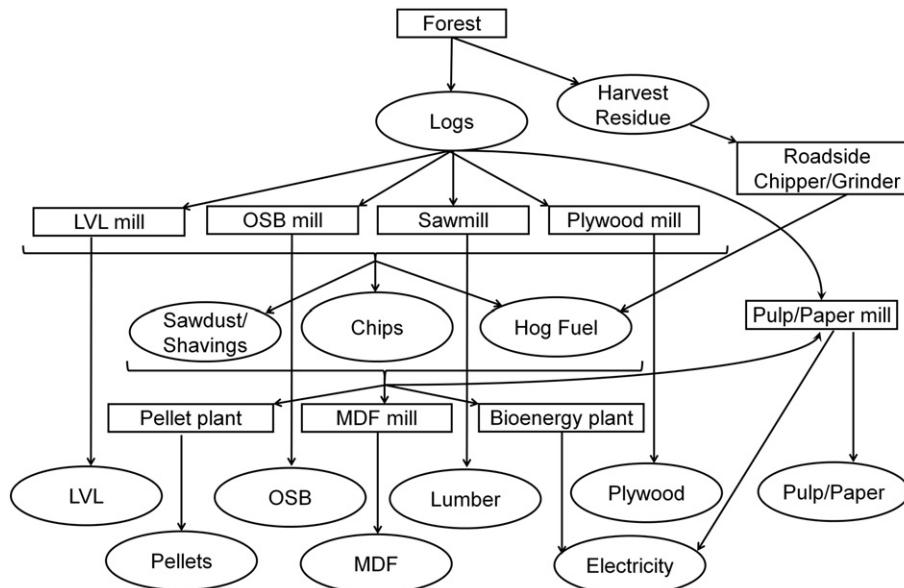 Forest
Harvest
Residue
Logs
Roadside
Chipper/Grinder
LVL mill
OSB mill
Sawmill
Plywood mill
Sawdust/
Shavings
Chips
Hog Fuel
Pulp/Paper mill
Pellet plant
MDF mill
Bioenergy plant
LVL
OSB
Lumber
Plywood
Pulp/Paper
Pellets
MDF
Electricity